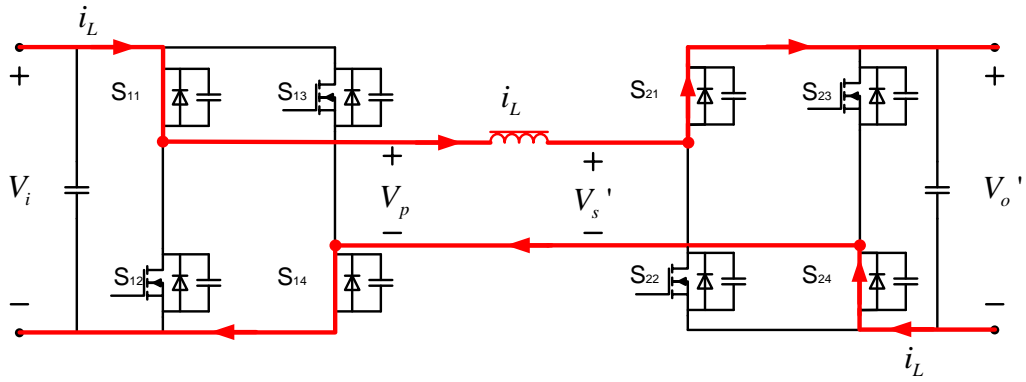 i_L
+
S11
S13
i_L
S21
S23
+
+
+
V_i
V_p
V_s'
V_o'
−
−
S12
S14
S22
S24
−
−
i_L